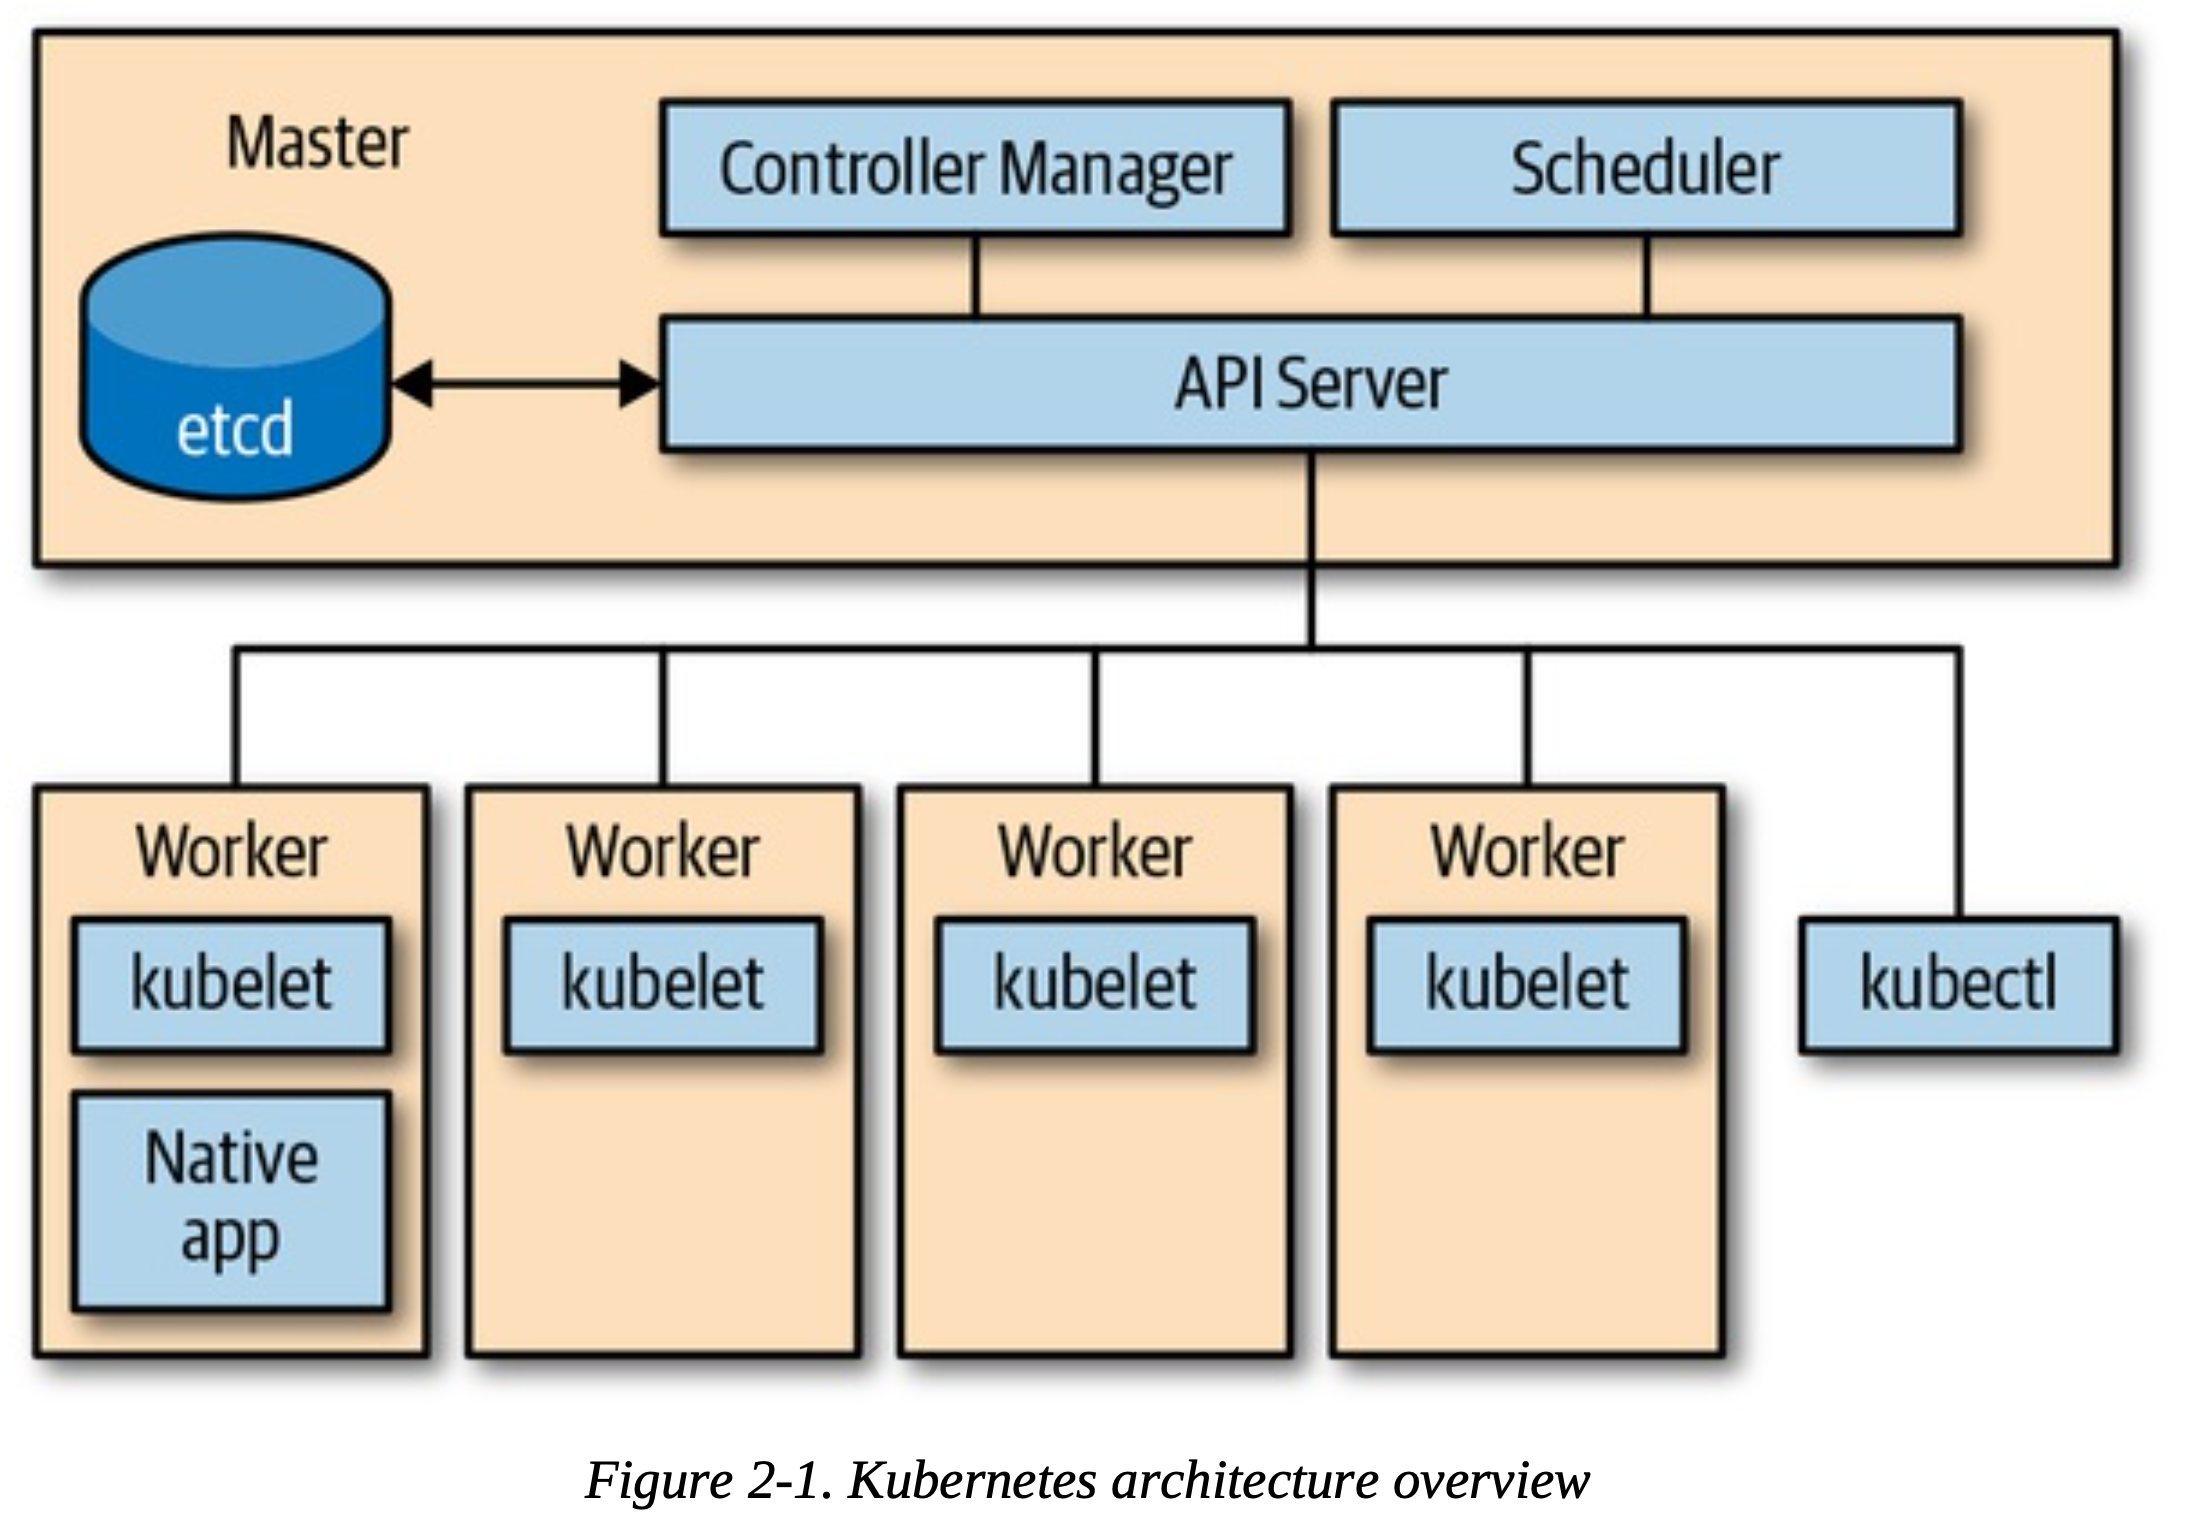 Master
Controller Manager
Scheduler
etcd
API Server
Worker
Worker
Worker
Worker
kubelet
kubelet
kubelet
kubelet
kubectl
Native
app
Figure 2-1. Kubernetes architecture overview